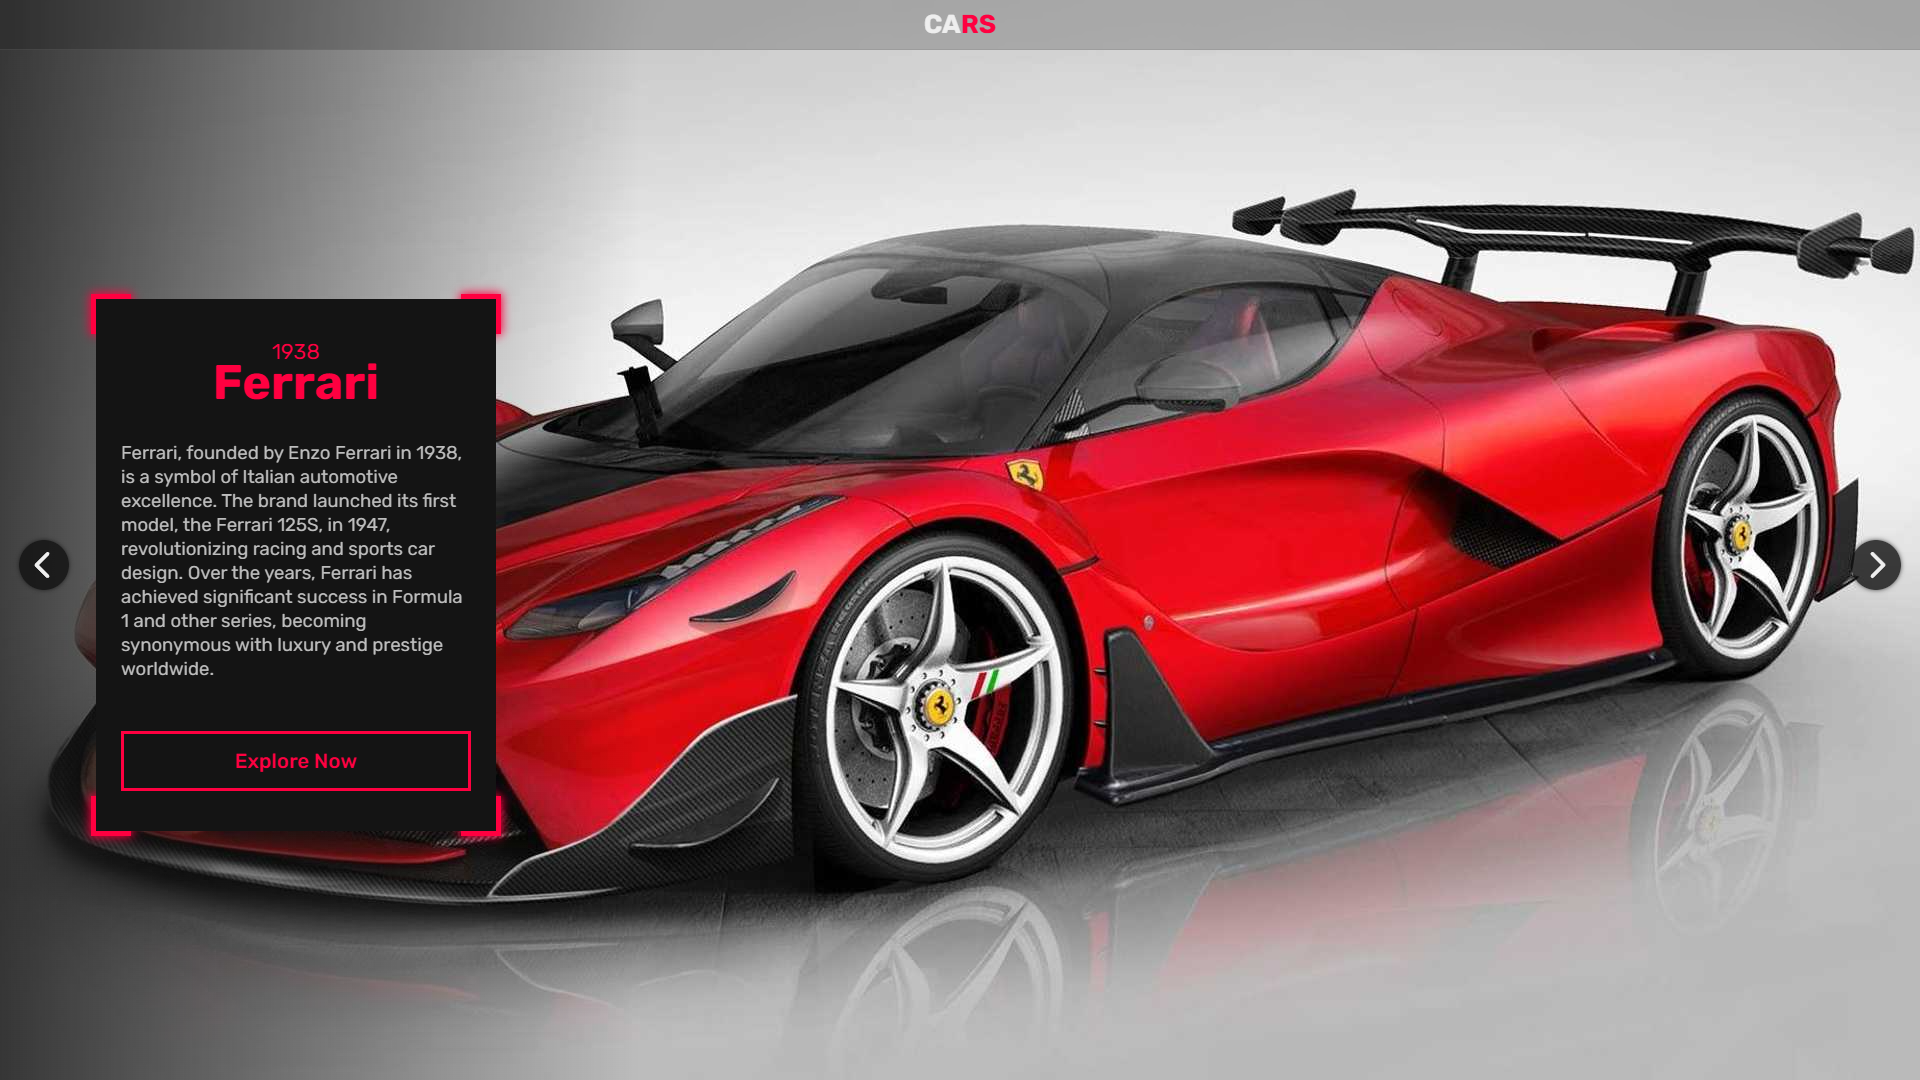 CARS
1938
Ferrari
Ferrari, founded by Enzo Ferrari in 1938,
is a symbol of Italian automotive
excellence. The brand launched its first
model, the Ferrari 125S, in 1947,
revolutionizing racing and sports car
design. Over the years, Ferrari has
achieved significant success in Formula
1 and other series, becoming
synonymous with luxury and prestige
worldwide.
Explore Now